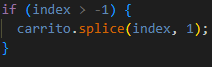 if (index > -1) {
  carrito.splice(index, 1);
}